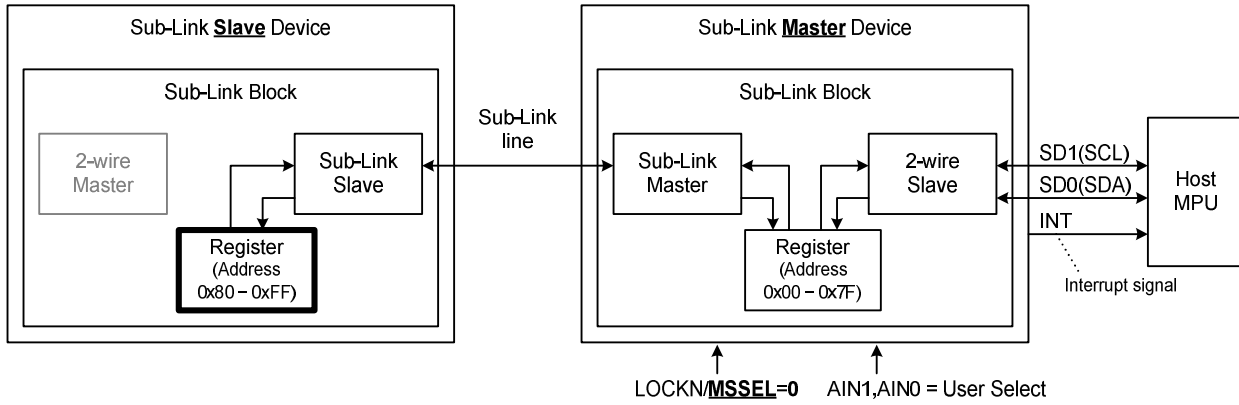 Sub-Link Slave Device
Sub-Link Master Device
Sub-Link Block
Sub-Link Block
2-wire
Master
Sub-Link
Slave
Sub-Link
line
Sub-Link
Master
2-wire
Slave
SD1(SCL)
SD0(SDA)
INT
Host
MPU
Register
(Address
0x80 – 0xFF)
Register
(Address
0x00 – 0x7F)
Interrupt signal
LOCKN/MSSEL=0
AIN1,AIN0 = User Select